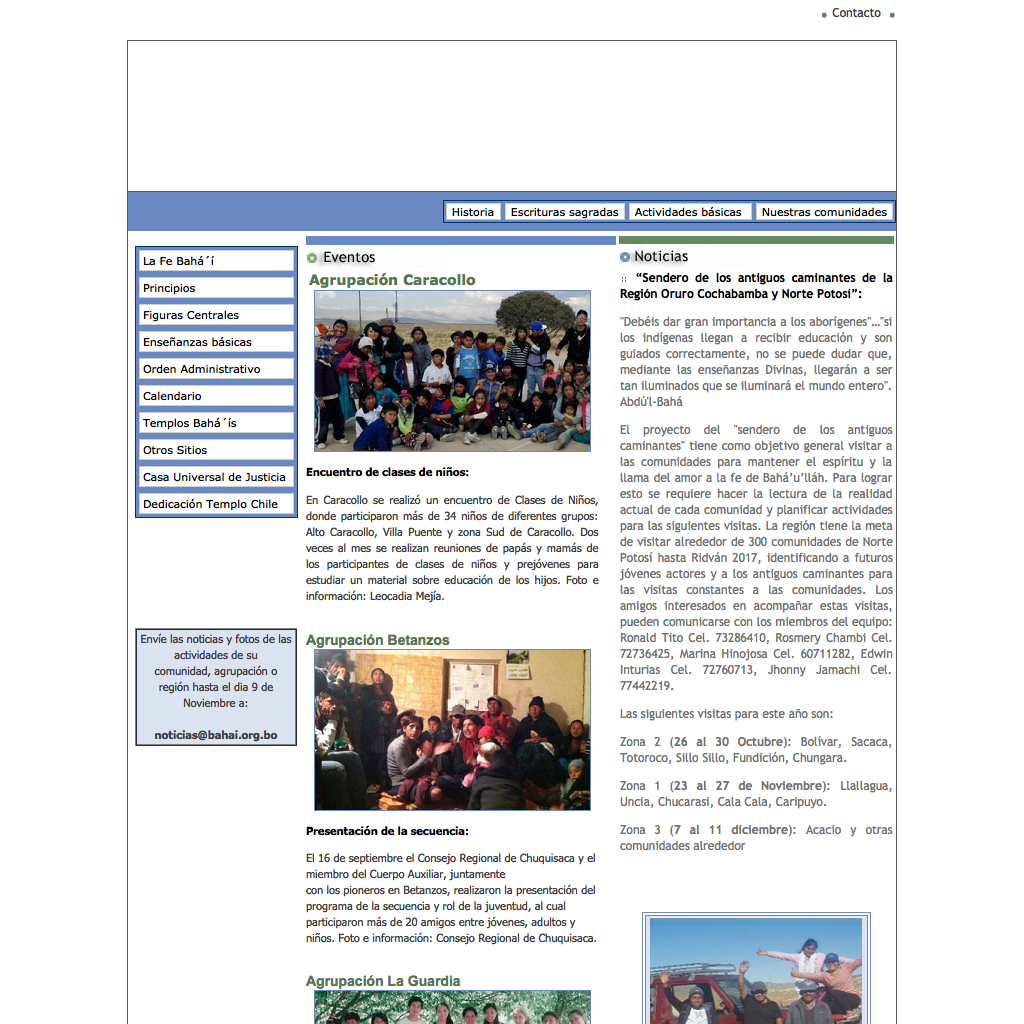 Contacto
Historia
Escrituras sagradas
Actividades básicas
Nuestras comunidades
La Fe Bahá´í
Principios
Figuras Centrales
Enseñanzas básicas
Orden Administrativo
Calendario
Templos Bahá´ís
Otros Sitios
Casa Universal de Justicia
Dedicación Templo Chile
Envíe las noticias y fotos de las
actividades de su
comunidad, agrupación o
región hasta el dia 9 de
Noviembre a:
noticias@bahai.org.bo
Eventos
Agrupación Caracollo
Encuentro de clases de niños:
En Caracollo se realizó un encuentro de Clases de Niños,
donde participaron más de 34 niños de diferentes grupos:
Alto Caracollo, Villa Puente y zona Sud de Caracollo. Dos
veces al mes se realizan reuniones de papás y mamás de
los participantes de clases de niños y prejóvenes para
estudiar un material sobre educación de los hijos. Foto e
información: Leocadia Mejía.
Agrupación Betanzos
Presentación de la secuencia:
El 16 de septiembre el Consejo Regional de Chuquisaca y el
miembro del Cuerpo Auxiliar, juntamente
con los pioneros en Betanzos, realizaron la presentación del
programa de la secuencia y rol de la juventud, al cual
participaron más de 20 amigos entre jóvenes, adultos y
niños. Foto e información: Consejo Regional de Chuquisaca.
Agrupación La Guardia
Noticias
:: “Sendero de los antiguos caminantes de la
Región Oruro Cochabamba y Norte Potosí”:
"Debéis dar gran importancia a los aborígenes"…"si
los indígenas llegan a recibir educación y son
guiados correctamente, no se puede dudar que,
mediante las enseñanzas Divinas, llegarán a ser
tan iluminados que se iluminará el mundo entero".
Abdú'l-Bahá
El proyecto del "sendero de los antiguos
caminantes" tiene como objetivo general visitar a
las comunidades para mantener el espíritu y la
llama del amor a la fe de Bahá’u’lláh. Para lograr
esto se requiere hacer la lectura de la realidad
actual de cada comunidad y planificar actividades
para las siguientes visitas. La región tiene la meta
de visitar alrededor de 300 comunidades de Norte
Potosí hasta Ridván 2017, identificando a futuros
jóvenes actores y a los antiguos caminantes para
las visitas constantes a las comunidades. Los
amigos interesados en acompañar estas visitas,
pueden comunicarse con los miembros del equipo:
Ronald Tito Cel. 73286410, Rosmery Chambi Cel.
72736425, Marina Hinojosa Cel. 60711282, Edwin
Inturias Cel. 72760713, Jhonny Jamachi Cel.
77442219.
Las siguientes visitas para este año son:
Zona 2 (26 al 30 Octubre): Bolívar, Sacaca,
Totoroco, Sillo Sillo, Fundición, Chungara.
Zona 1 (23 al 27 de Noviembre): Llallagua,
Uncia, Chucarasi, Cala Cala, Caripuyo.
Zona 3 (7 al 11 diciembre): Acacio y otras
comunidades alrededor